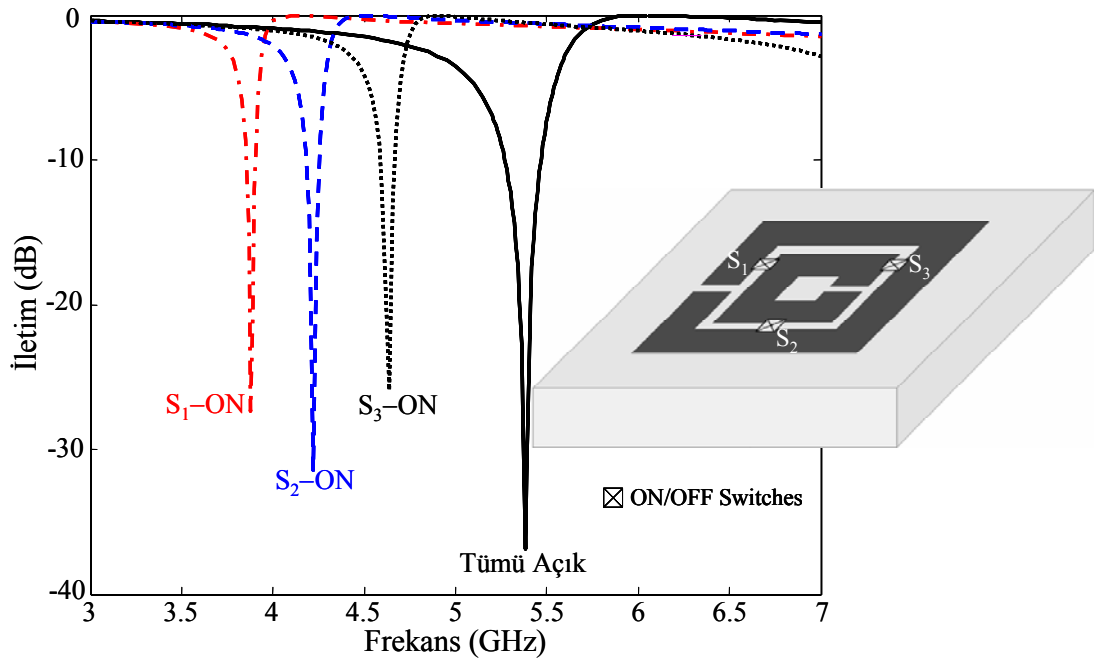 0
-10
-20
-30
-40
3
3.5
4
4.5
5
5.5
6
6.5
7
İletim (dB)
Frekans (GHz)
S₁–ON
S₂–ON
S₃–ON
Tümü Açık
S₁
S₃
S₂
ON/OFF Switches